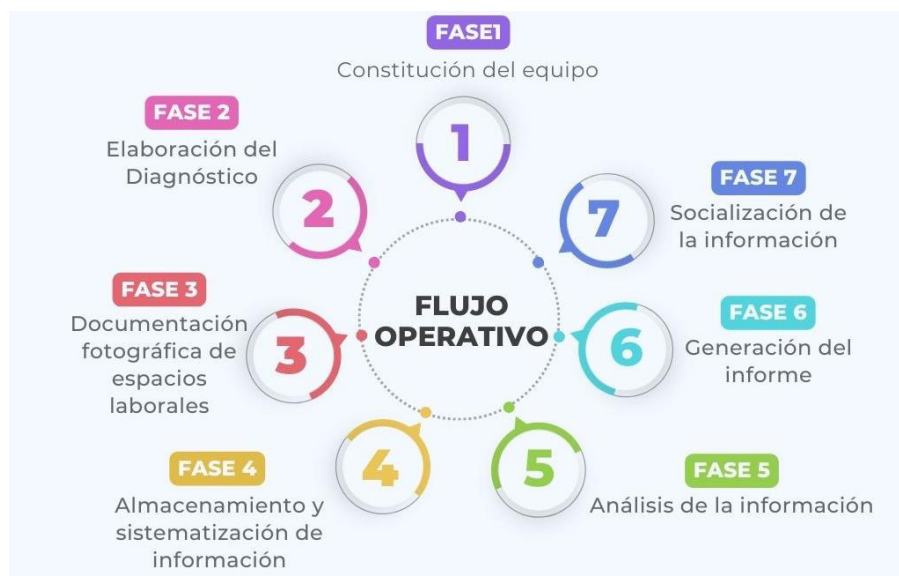 FASE1
Constitución del equipo
1
FASE 2
Elaboración del
Diagnóstico
2
FASE 3
Documentación
fotográfica de
espacios
laborales
3
FASE 4
Almacenamiento y
sistematización de
información
4
FASE 5
Análisis de la información
5
FASE 6
Generación del
informe
6
FASE 7
Socialización de
la información
7
FLUJO
OPERATIVO